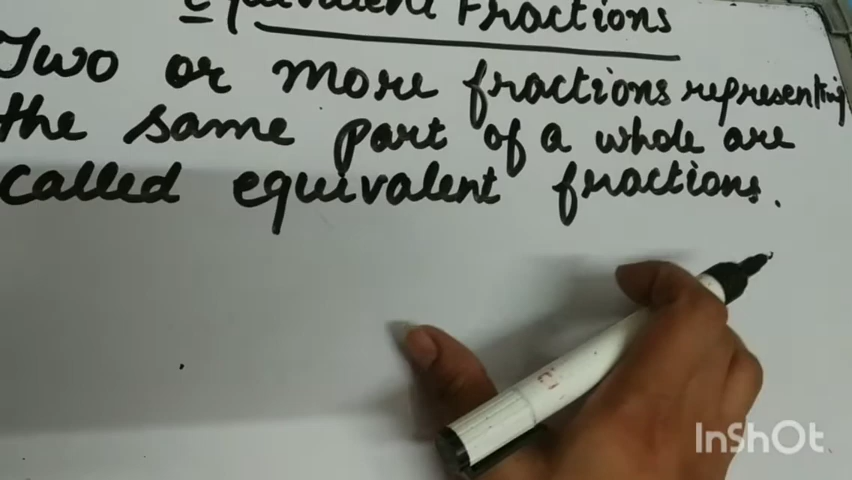 Equivalent Fractions
Two or more fractions representing
the same part of a whole are
called equivalent fractions.
InShOt